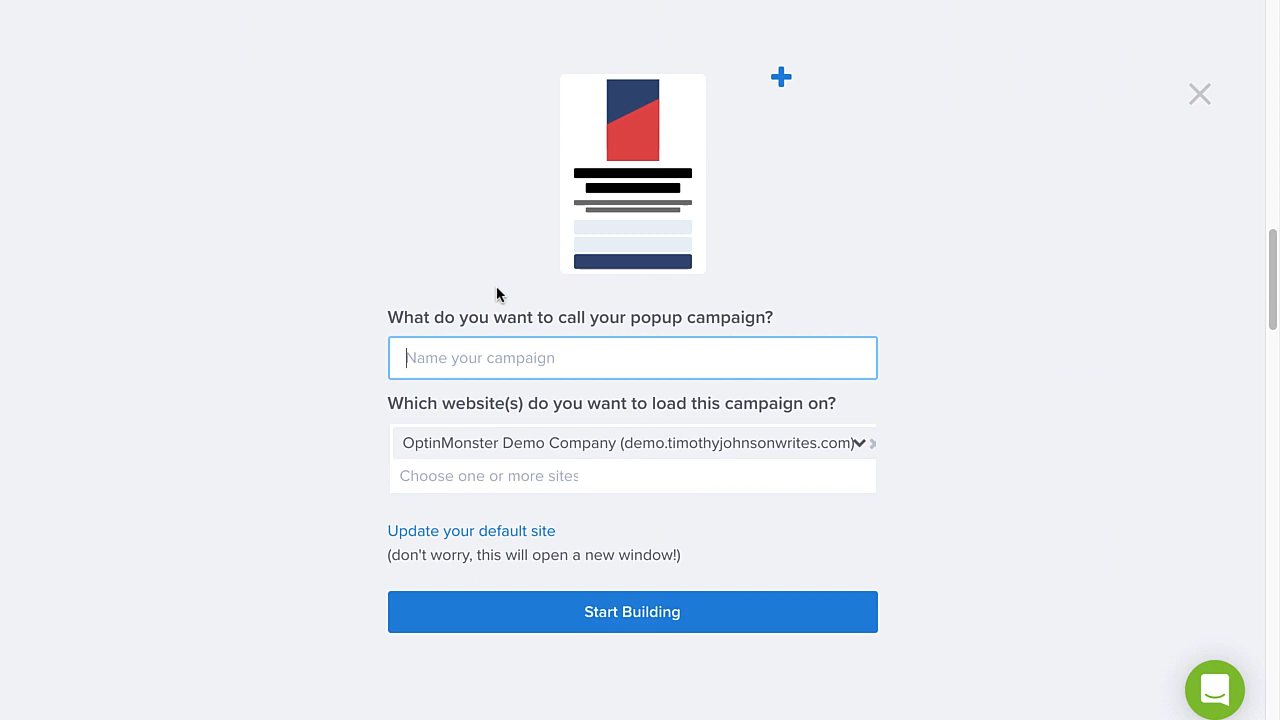 What do you want to call your popup campaign?
Name your campaign
Which website(s) do you want to load this campaign on?
OptinMonster Demo Company (demo.timothyjohnsonwrites.com)
Choose one or more sites
Update your default site
(don't worry, this will open a new window!)
Start Building